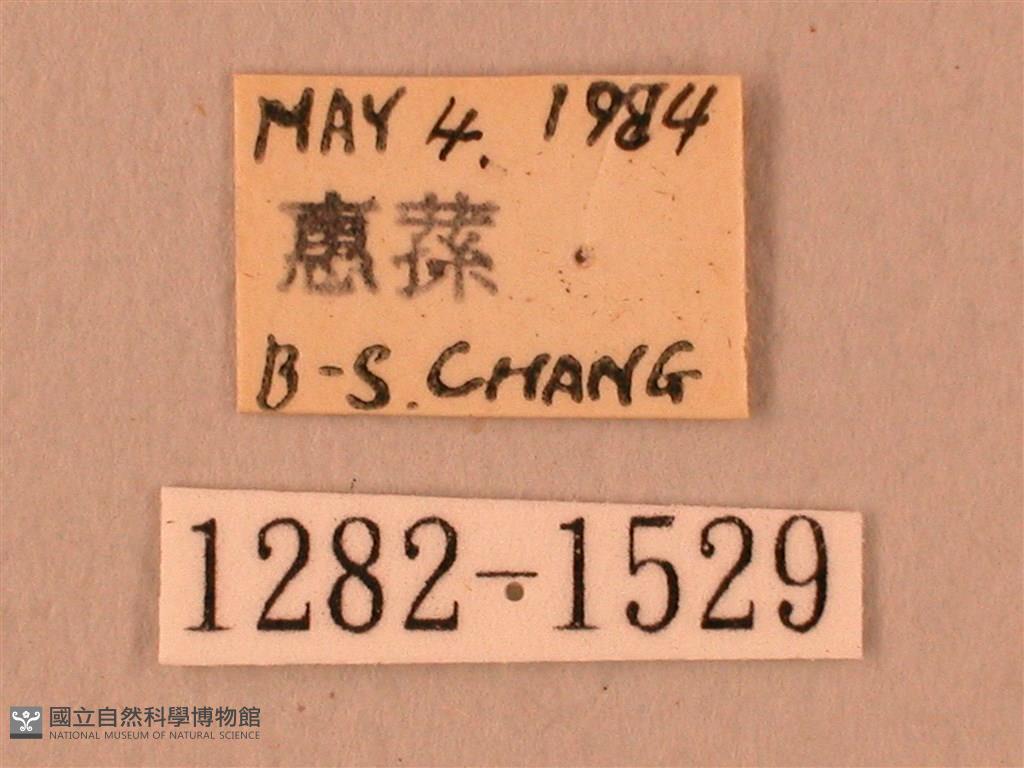 MAY 4. 1984
惠蓀
B-S. CHANG
1282-1529
國立自然科學博物館
NATIONAL MUSEUM OF NATURAL SCIENCE